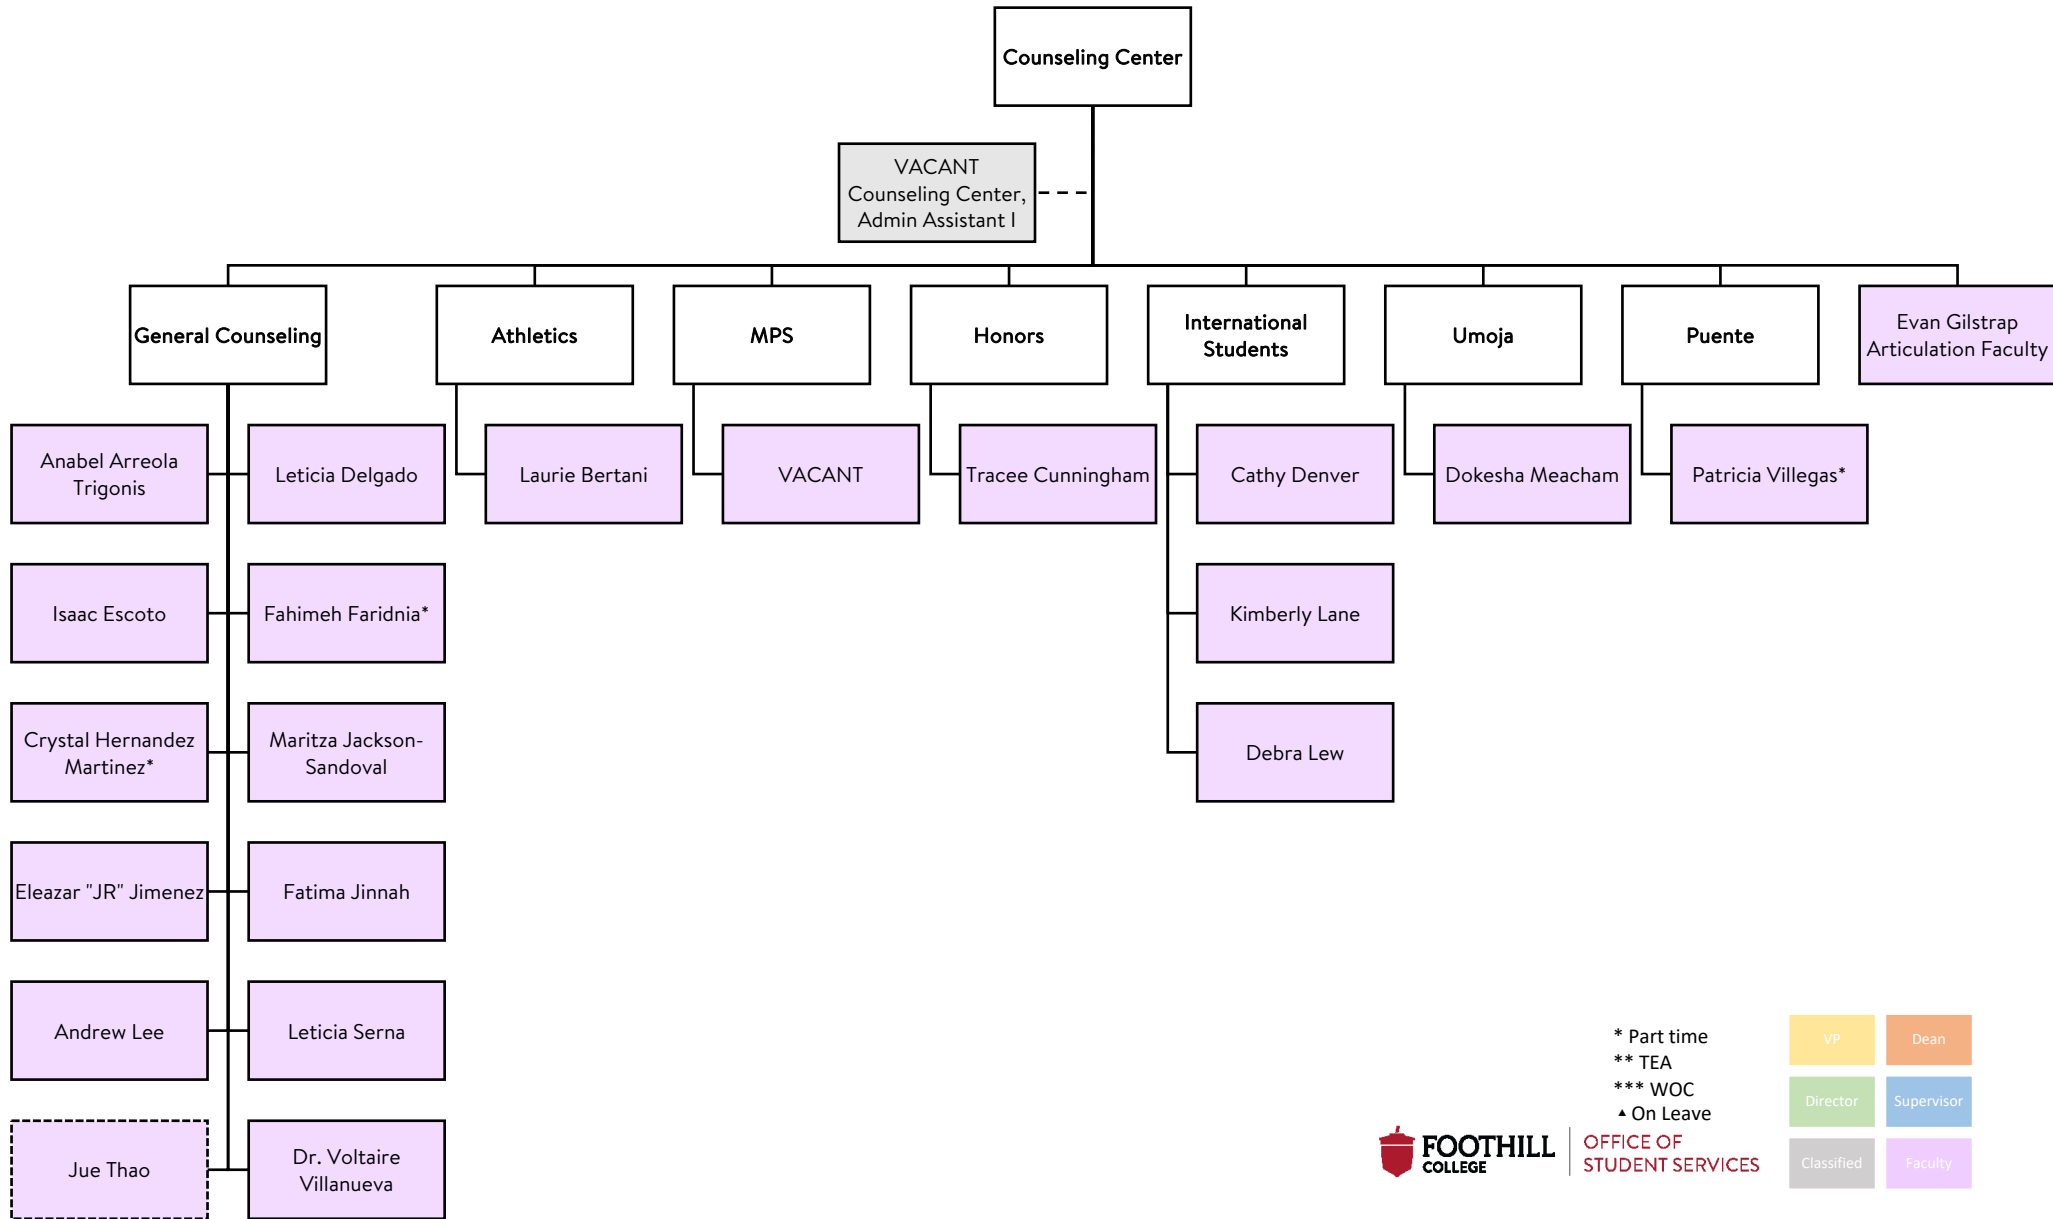 Counseling Center
VACANT
Counseling Center,
Admin Assistant I
General Counseling
Athletics
MPS
Honors
International
Students
Umoja
Puente
Evan Gilstrap
Articulation Faculty
Anabel Arreola
Trigonis
Leticia Delgado
Laurie Bertani
VACANT
Tracee Cunningham
Cathy Denver
Dokesha Meacham
Patricia Villegas*
Isaac Escoto
Fahimeh Faridnia*
Kimberly Lane
Crystal Hernandez
Martinez*
Maritza Jackson-
Sandoval
Debra Lew
Eleazar "JR" Jimenez
Fatima Jinnah
Andrew Lee
Leticia Serna
Jue Thao
Dr. Voltaire
Villanueva
* Part time
** TEA
*** WOC
▲ On Leave
VP
Dean
Director
Supervisor
Classified
Faculty
FOOTHILL
COLLEGE
OFFICE OF
STUDENT SERVICES